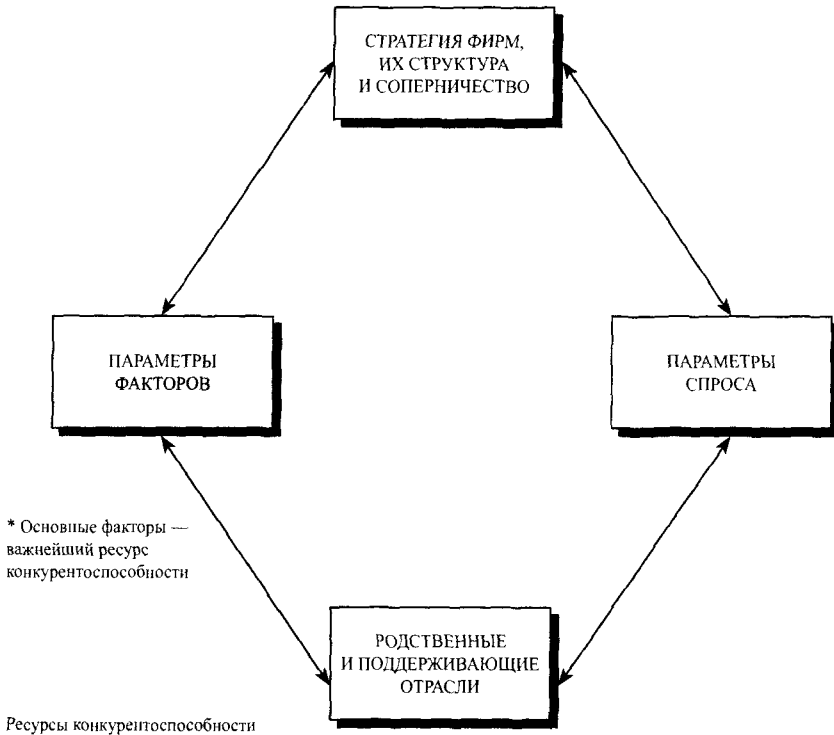 СТРАТЕГИЯ ФИРМ,
ИХ СТРУКТУРА
И СОПЕРНИЧЕСТВО
ПАРАМЕТРЫ
ФАКТОРОВ
ПАРАМЕТРЫ
СПРОСА
* Основные факторы —
важнейший ресурс
конкурентоспособности
РОДСТВЕННЫЕ
И ПОДДЕРЖИВАЮЩИЕ
ОТРАСЛИ
Ресурсы конкурентоспособности